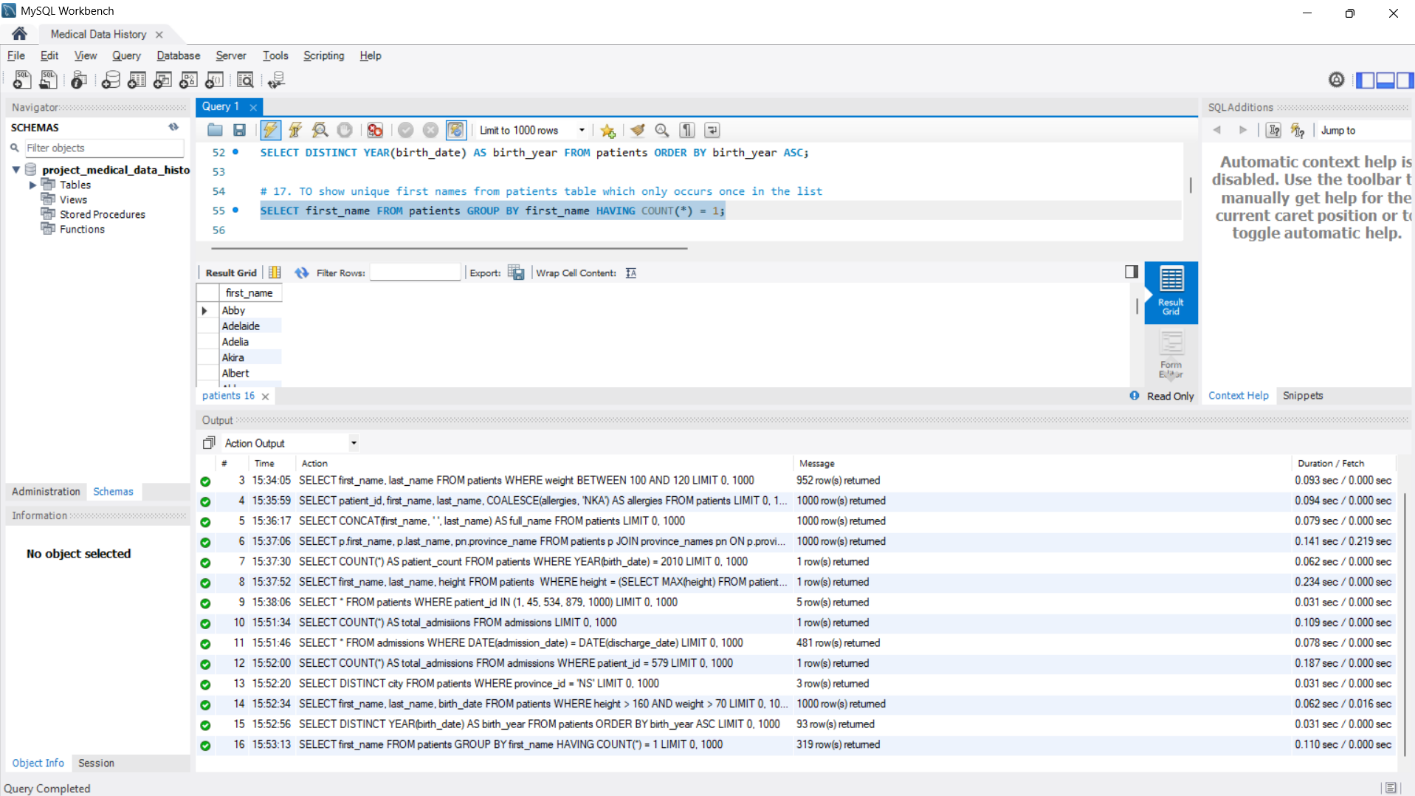 MySQL Workbench
Medical Data History
File Edit View Query Database Server Tools Scripting Help
Navigator
SCHEMAS
Filter objects
project_medical_data_histo
Tables
Views
Stored Procedures
Functions
Administration Schemas
Information
No object selected
Object Info Session
Query Completed
Query 1
Limit to 1000 rows
52 SELECT DISTINCT YEAR(birth_date) AS birth_year FROM patients ORDER BY birth_year ASC;
53
54 # 17. TO show unique first names from patients table which only occurs once in the list
55 SELECT first_name FROM patients GROUP BY first_name HAVING COUNT(*) = 1;
56
Result Grid Filter Rows: Export: Wrap Cell Content:
first_name
Abby
Adelaide
Adelia
Akira
Albert
Result Grid
Form Editor
patients 16
Read Only
SQLAdditions
Jump to
Automatic context help is
disabled. Use the toolbar t
manually get help for the
current caret position or to
toggle automatic help.
Context Help Snippets
Output
Action Output
# Time Action Message Duration / Fetch
3 15:34:05 SELECT first_name, last_name FROM patients WHERE weight BETWEEN 100 AND 120 LIMIT 0, 1000 952 row(s) returned 0.093 sec / 0.000 sec
4 15:35:59 SELECT patient_id, first_name, last_name, COALESCE(allergies, 'NKA') AS allergies FROM patients LIMIT 0, 1... 1000 row(s) returned 0.094 sec / 0.000 sec
5 15:36:17 SELECT CONCAT(first_name, ' ', last_name) AS full_name FROM patients LIMIT 0, 1000 1000 row(s) returned 0.079 sec / 0.000 sec
6 15:37:06 SELECT p.first_name, p.last_name, pn.province_name FROM patients p JOIN province_names pn ON p.provi... 1000 row(s) returned 0.141 sec / 0.219 sec
7 15:37:30 SELECT COUNT(*) AS patient_count FROM patients WHERE YEAR(birth_date) = 2010 LIMIT 0, 1000 1 row(s) returned 0.062 sec / 0.000 sec
8 15:37:52 SELECT first_name, last_name, height FROM patients WHERE height = (SELECT MAX(height) FROM patient... 1 row(s) returned 0.234 sec / 0.000 sec
9 15:38:06 SELECT * FROM patients WHERE patient_id IN (1, 45, 534, 879, 1000) LIMIT 0, 1000 5 row(s) returned 0.031 sec / 0.000 sec
10 15:51:34 SELECT COUNT(*) AS total_admissions FROM admissions LIMIT 0, 1000 1 row(s) returned 0.109 sec / 0.000 sec
11 15:51:46 SELECT * FROM admissions WHERE DATE(admission_date) = DATE(discharge_date) LIMIT 0, 1000 481 row(s) returned 0.078 sec / 0.000 sec
12 15:52:00 SELECT COUNT(*) AS total_admissions FROM admissions WHERE patient_id = 579 LIMIT 0, 1000 1 row(s) returned 0.187 sec / 0.000 sec
13 15:52:20 SELECT DISTINCT city FROM patients WHERE province_id = 'NS' LIMIT 0, 1000 3 row(s) returned 0.031 sec / 0.000 sec
14 15:52:34 SELECT first_name, last_name, birth_date FROM patients WHERE height > 160 AND weight > 70 LIMIT 0, 10... 1000 row(s) returned 0.062 sec / 0.016 sec
15 15:52:56 SELECT DISTINCT YEAR(birth_date) AS birth_year FROM patients ORDER BY birth_year ASC LIMIT 0, 1000 93 row(s) returned 0.031 sec / 0.000 sec
16 15:53:13 SELECT first_name FROM patients GROUP BY first_name HAVING COUNT(*) = 1 LIMIT 0, 1000 319 row(s) returned 0.110 sec / 0.000 sec